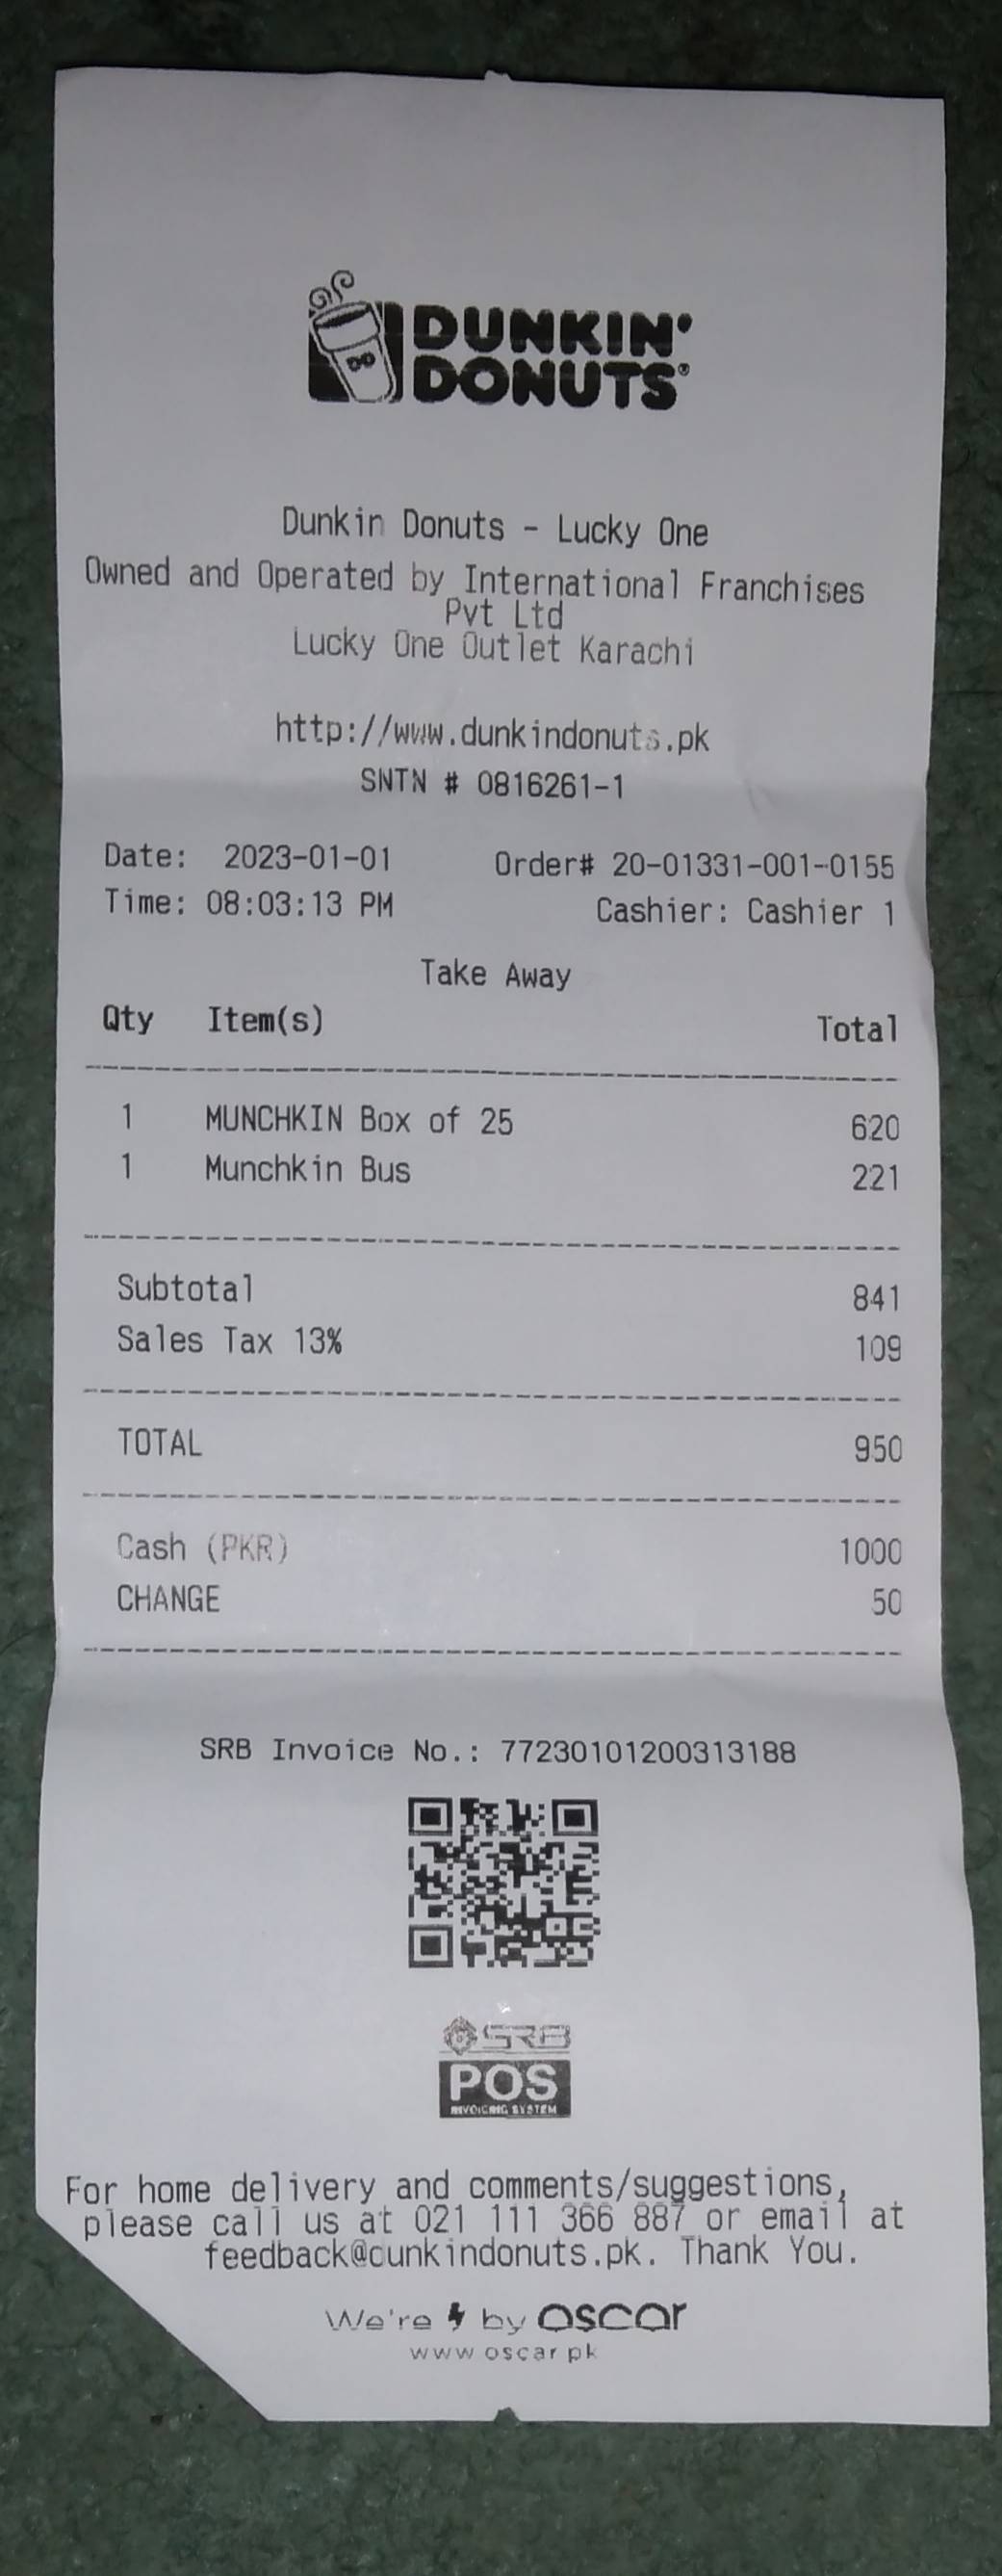 DUNKIN'
DONUTS®
Dunkin Donuts - Lucky One
Owned and Operated by International Franchises
Pvt Ltd
Lucky One Outlet Karachi
http://www.dunkindonuts.pk
SNTN # 0816261-1
Date: 2023-01-01 Order# 20-01331-001-0155
Time: 08:03:13 PM Cashier: Cashier 1
Take Away
Qty Item(s) Total
1 MUNCHKIN Box of 25 620
1 Munchkin Bus 221
Subtotal 841
Sales Tax 13% 109
TOTAL 950
Cash (PKR) 1000
CHANGE 50
SRB Invoice No.: 77230101200313188
SRB
POS
INVOICING SYSTEM
For home delivery and comments/suggestions,
please call us at 021 111 366 887 or email at
feedback@dunkindonuts.pk. Thank You.
We're by oscar
www oscar pk